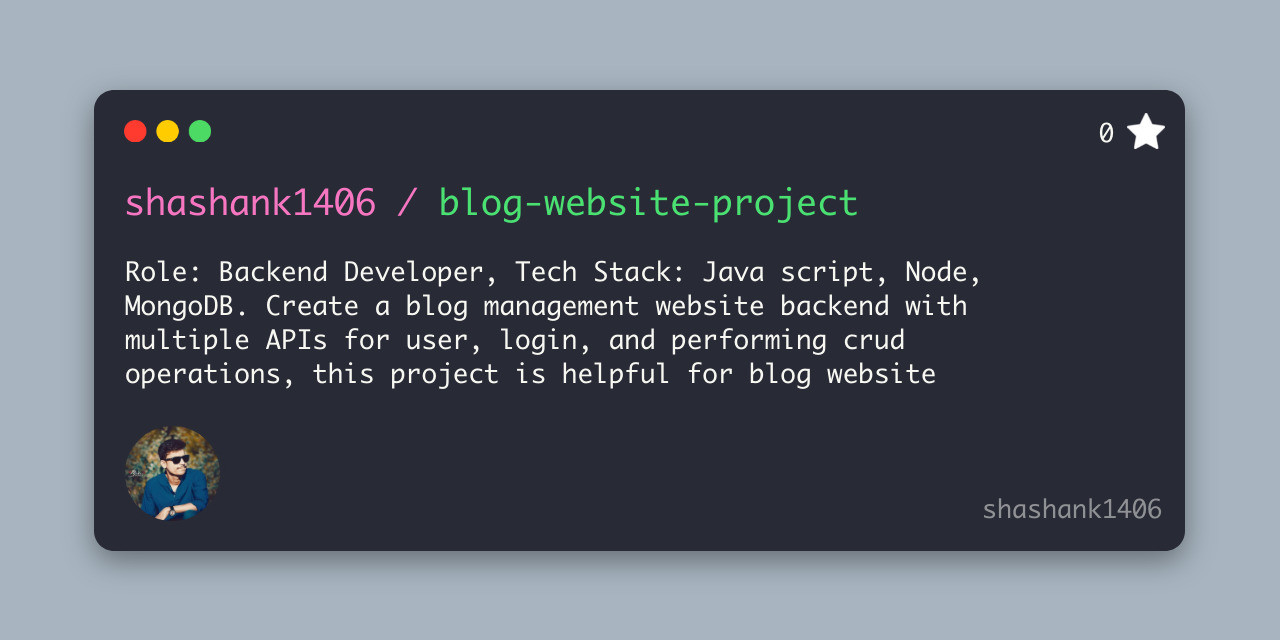 0
shashank1406 / blog-website-project
Role: Backend Developer, Tech Stack: Java script, Node,
MongoDB. Create a blog management website backend with
multiple APIs for user, login, and performing crud
operations, this project is helpful for blog website
shashank1406